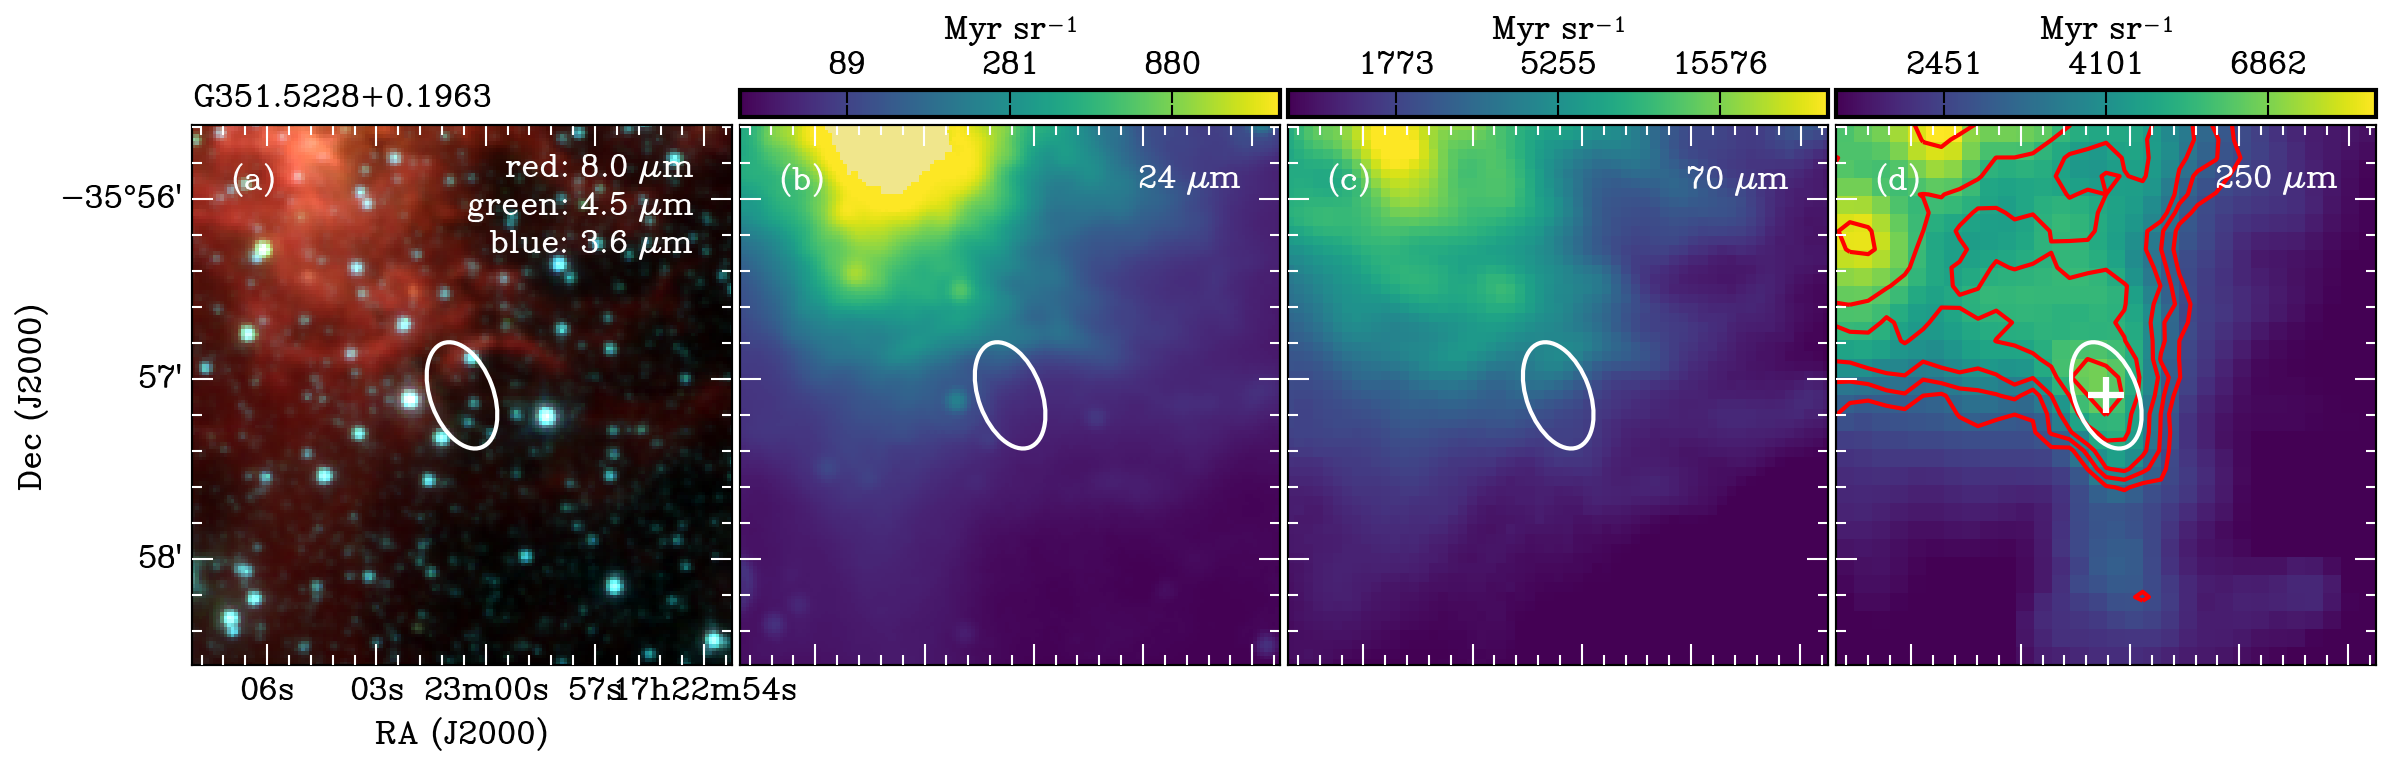 Myr sr⁻¹
89 281 880
Myr sr⁻¹
1773 5255 15576
Myr sr⁻¹
2451 4101 6862
G351.5228+0.1963
(a)
red: 8.0 μm
green: 4.5 μm
blue: 3.6 μm
(b)
24 μm
(c)
70 μm
(d)
250 μm
−35°56'
57'
58'
Dec (J2000)
06s 03s 23m00s 57s 17h22m54s
RA (J2000)